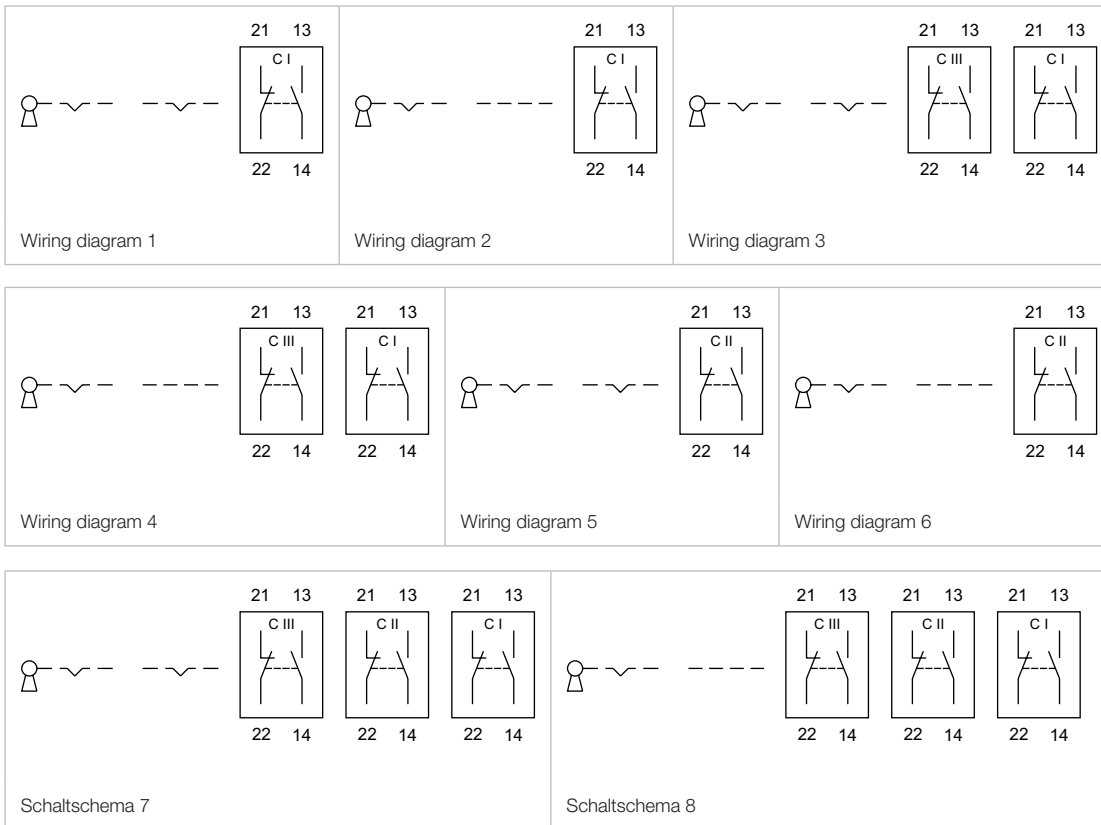 21 13 21 13 21 13 21 13
C I C I C III C I
22 14 22 14 22 14 22 14
Wiring diagram 1 Wiring diagram 2 Wiring diagram 3
21 13 21 13 21 13 21 13
C III C I C II C II
22 14 22 14 22 14 22 14
Wiring diagram 4 Wiring diagram 5 Wiring diagram 6
21 13 21 13 21 13 21 13 21 13 21 13
C III C II C I C III C II C I
22 14 22 14 22 14 22 14 22 14 22 14
Schaltschema 7 Schaltschema 8